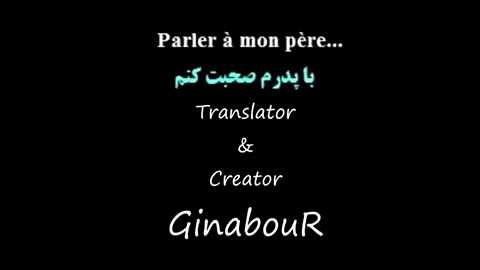 Parler à mon père...
با پدرم صحبت کنم
Translator
&
Creator
GinabouR